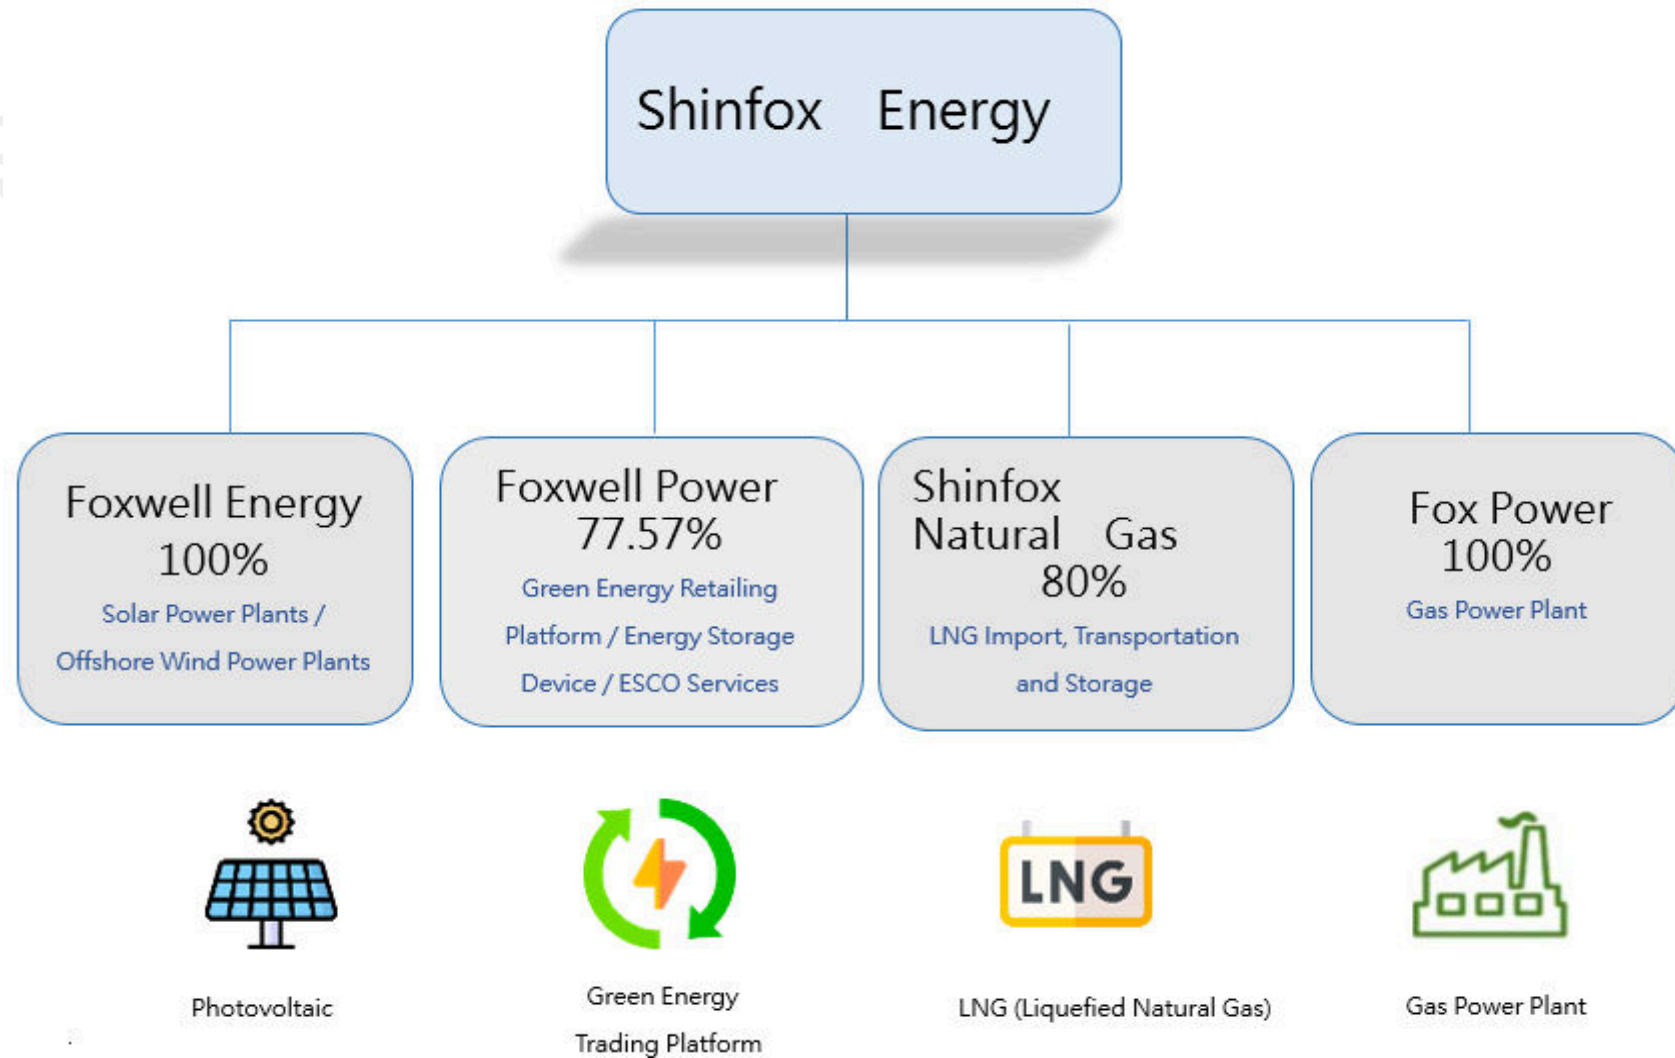 Shinfox Energy
Foxwell Energy
100%
Solar Power Plants /
Offshore Wind Power Plants
Foxwell Power
77.57%
Green Energy Retailing
Platform / Energy Storage
Device / ESCO Services
Shinfox
Natural Gas
80%
LNG Import, Transportation
and Storage
Fox Power
100%
Gas Power Plant
LNG
Photovoltaic
Green Energy
Trading Platform
LNG (Liquefied Natural Gas)
Gas Power Plant